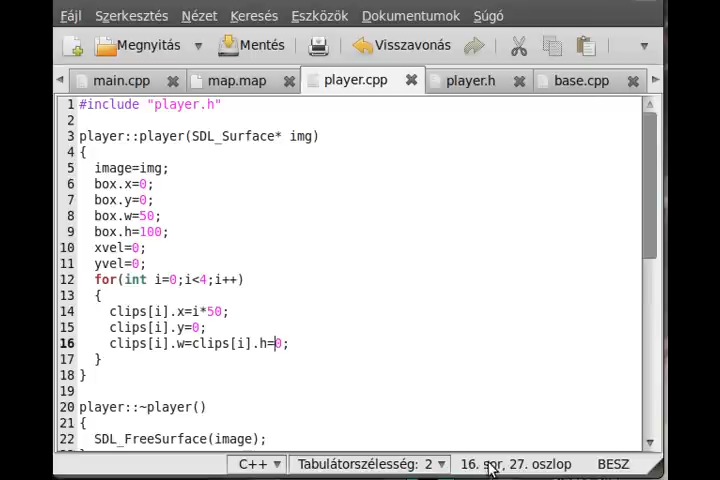 Fájl Szerkesztés Nézet Keresés Eszközök Dokumentumok Súgó
Megnyitás Mentés Visszavonás
main.cpp map.map player.cpp player.h base.cpp
1 #include "player.h"
2
3 player::player(SDL_Surface* img)
4 {
5 image=img;
6 box.x=0;
7 box.y=0;
8 box.w=50;
9 box.h=100;
10 xvel=0;
11 yvel=0;
12 for(int i=0;i<4;i++)
13 {
14 clips[i].x=i*50;
15 clips[i].y=0;
16 clips[i].w=clips[i].h=0;
17 }
18 }
19
20 player::~player()
21 {
22 SDL_FreeSurface(image);
C++ Tabulátorszélesség: 2 16. sor, 27. oszlop BESZ